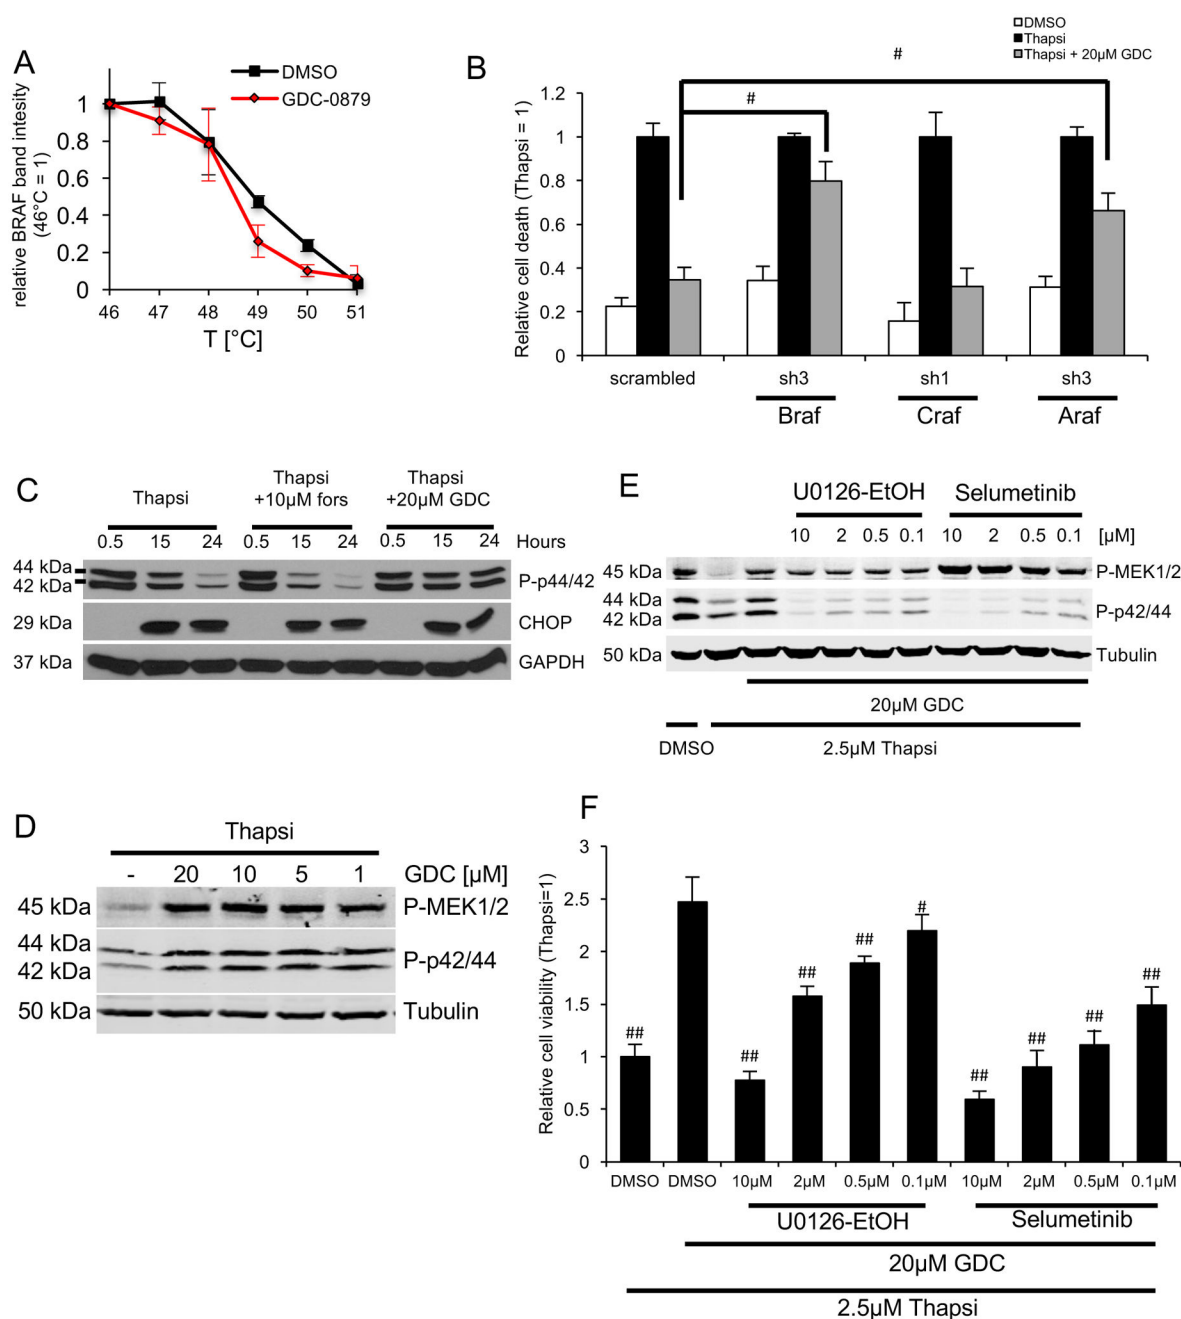 A
DMSO
GDC-0879
relative BRAF band intesity
(46°C = 1)
1
0.8
0.6
0.4
0.2
0
46 47 48 49 50 51
T [°C]
B
DMSO
Thapsi
Thapsi + 20µM GDC
#
#
Relative cell death (Thapsi = 1)
1.2
1
0.8
0.6
0.4
0.2
0
scrambled sh3 sh1 sh3
Braf Craf Araf
C
Thapsi
Thapsi
+10µM fors
Thapsi
+20µM GDC
0.5 15 24 0.5 15 24 0.5 15 24 Hours
44 kDa
42 kDa
P-p44/42
29 kDa CHOP
37 kDa GAPDH
E
U0126-EtOH Selumetinib
10 2 0.5 0.1 10 2 0.5 0.1 [µM]
45 kDa P-MEK1/2
44 kDa
42 kDa
P-p42/44
50 kDa Tubulin
20µM GDC
DMSO 2.5µM Thapsi
D
Thapsi
- 20 10 5 1 GDC [µM]
45 kDa P-MEK1/2
44 kDa
42 kDa
P-p42/44
50 kDa Tubulin
F
Relative cell viability (Thapsi=1)
3
2.5
2
1.5
1
0.5
0
## ## ## ## # ## ## ## ##
DMSO DMSO 10µM 2µM 0.5µM 0.1µM 10µM 2µM 0.5µM 0.1µM
U0126-EtOH Selumetinib
20µM GDC
2.5µM Thapsi